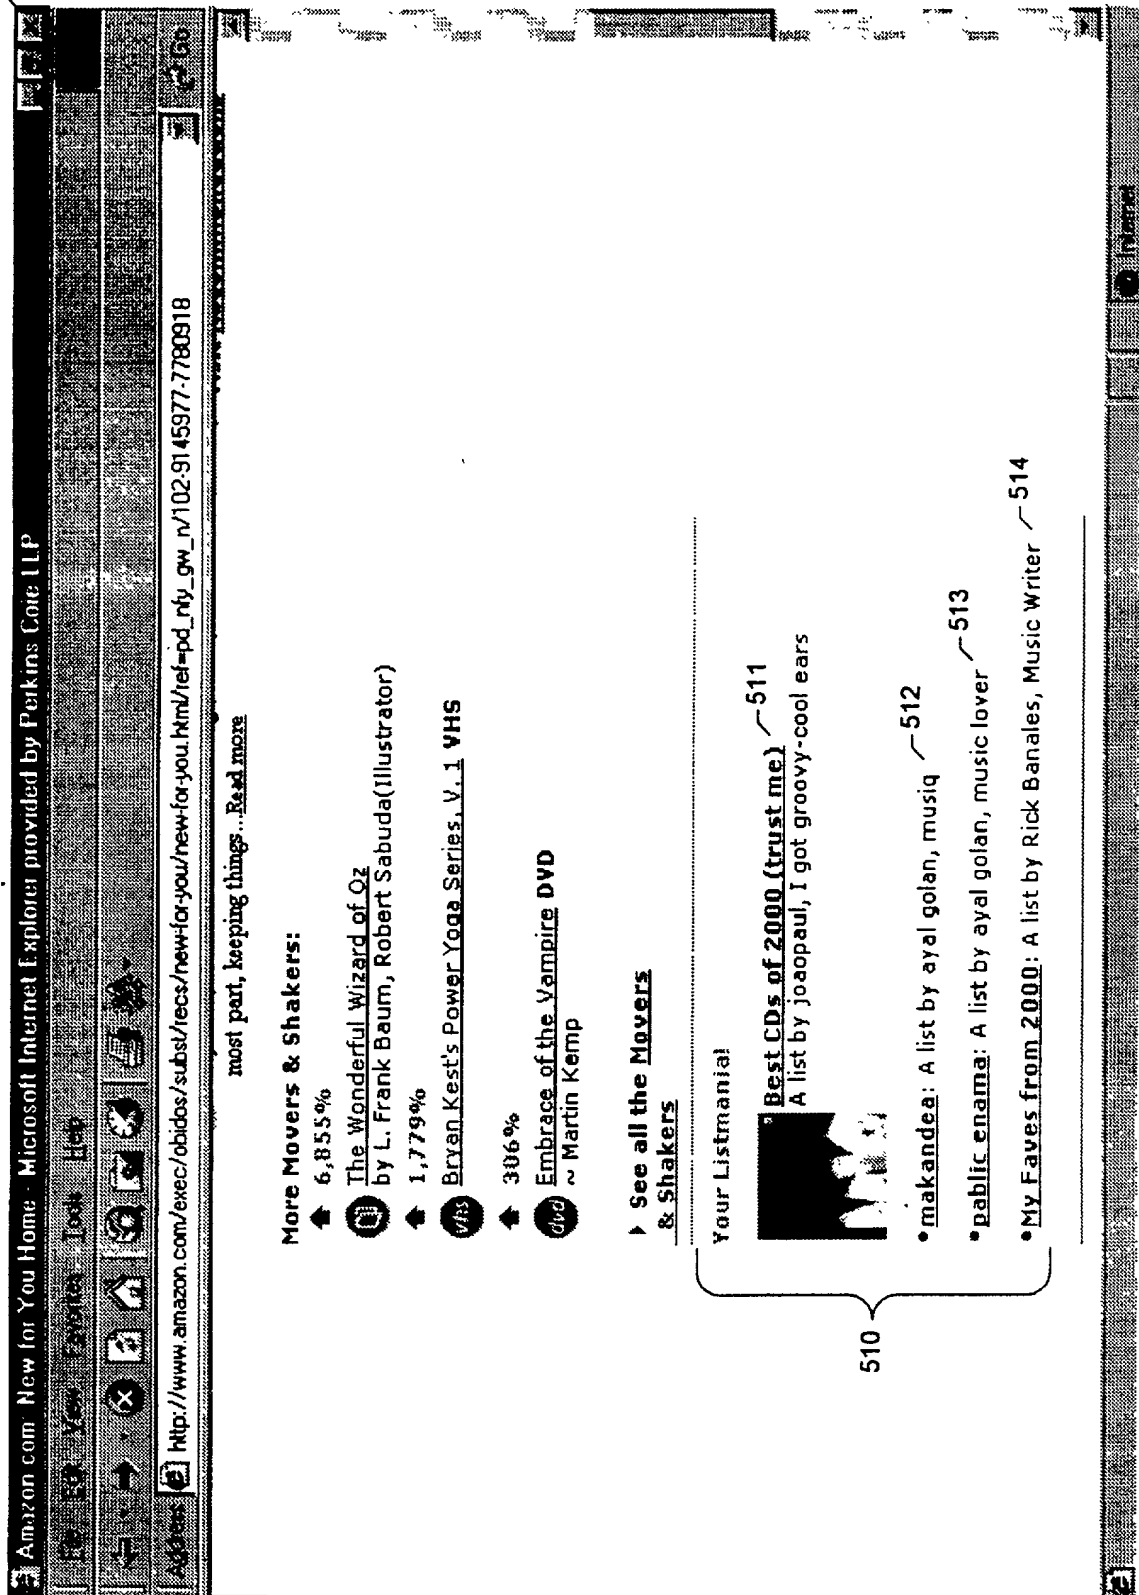 Amazon.com New for You Home - Microsoft Internet Explorer provided by Perkins Coie LLP
File Edit View Favorites Tools Help
Address http://www.amazon.com/exec/obidos/subst/recs/new-for-you/new-for-you.html/ref=pd_nfy_gw_n/102-9145977-7780918 Go
most part, keeping things...Read more
More Movers & Shakers:
6,855%
The Wonderful Wizard of Oz
by L. Frank Baum, Robert Sabuda(Illustrator)
1,779%
vhs Bryan Kest's Power Yoga Series, V. 1 VHS
306%
dvd Embrace of the Vampire DVD
~ Martin Kemp
See all the Movers
& Shakers
Your Listmania!
Best CDs of 2000 (trust me) 511
A list by joaopaul, I got groovy-cool ears
•makandea: A list by ayal golan, musiq 512
•pablic enama: A list by ayal golan, music lover 513
•My Faves from 2000: A list by Rick Banales, Music Writer 514
510
Internet